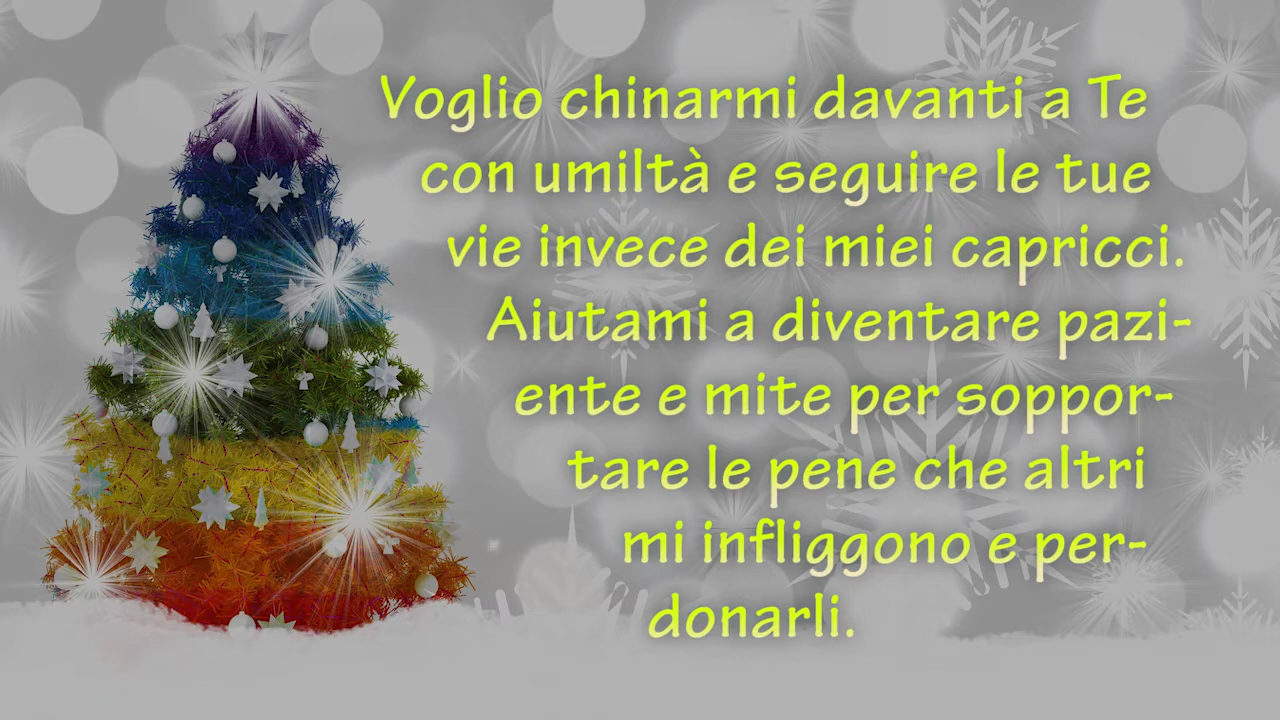 Voglio chinarmi davanti a Te
con umiltà e seguire le tue
vie invece dei miei capricci.
Aiutami a diventare pazi-
ente e mite per soppor-
tare le pene che altri
mi infliggono e per-
donarli.